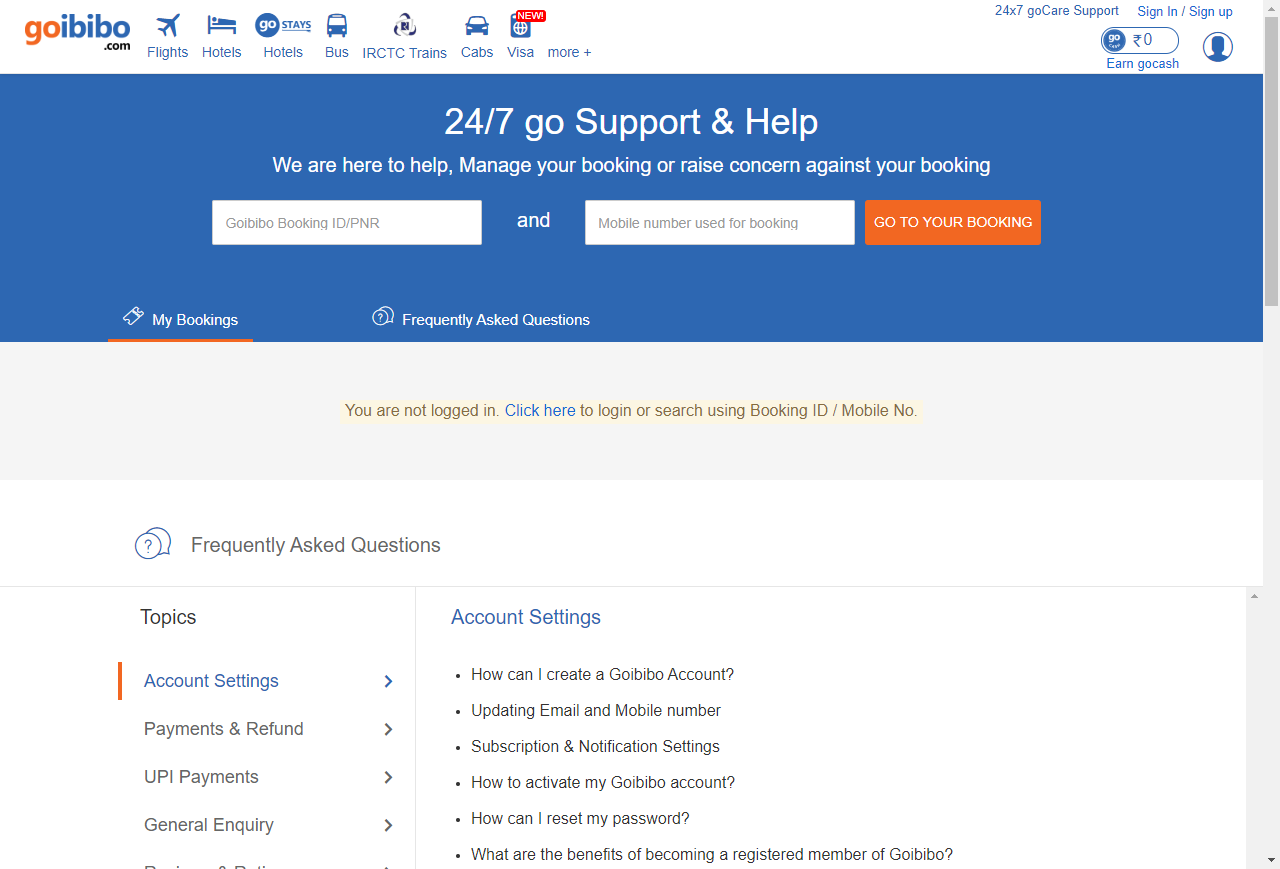 goibibo
.com
Flights
Hotels
go STAYS
Hotels
Bus
IRCTC Trains
Cabs
NEW!
Visa
more +
24x7 goCare Support
Sign In / Sign up
go
₹0
Earn gocash
24/7 go Support & Help
We are here to help, Manage your booking or raise concern against your booking
Goibibo Booking ID/PNR
and
Mobile number used for booking
GO TO YOUR BOOKING
My Bookings
Frequently Asked Questions
You are not logged in. Click here to login or search using Booking ID / Mobile No.
Frequently Asked Questions
Topics
Account Settings
Payments & Refund
UPI Payments
General Enquiry
Account Settings
How can I create a Goibibo Account?
Updating Email and Mobile number
Subscription & Notification Settings
How to activate my Goibibo account?
How can I reset my password?
What are the benefits of becoming a registered member of Goibibo?